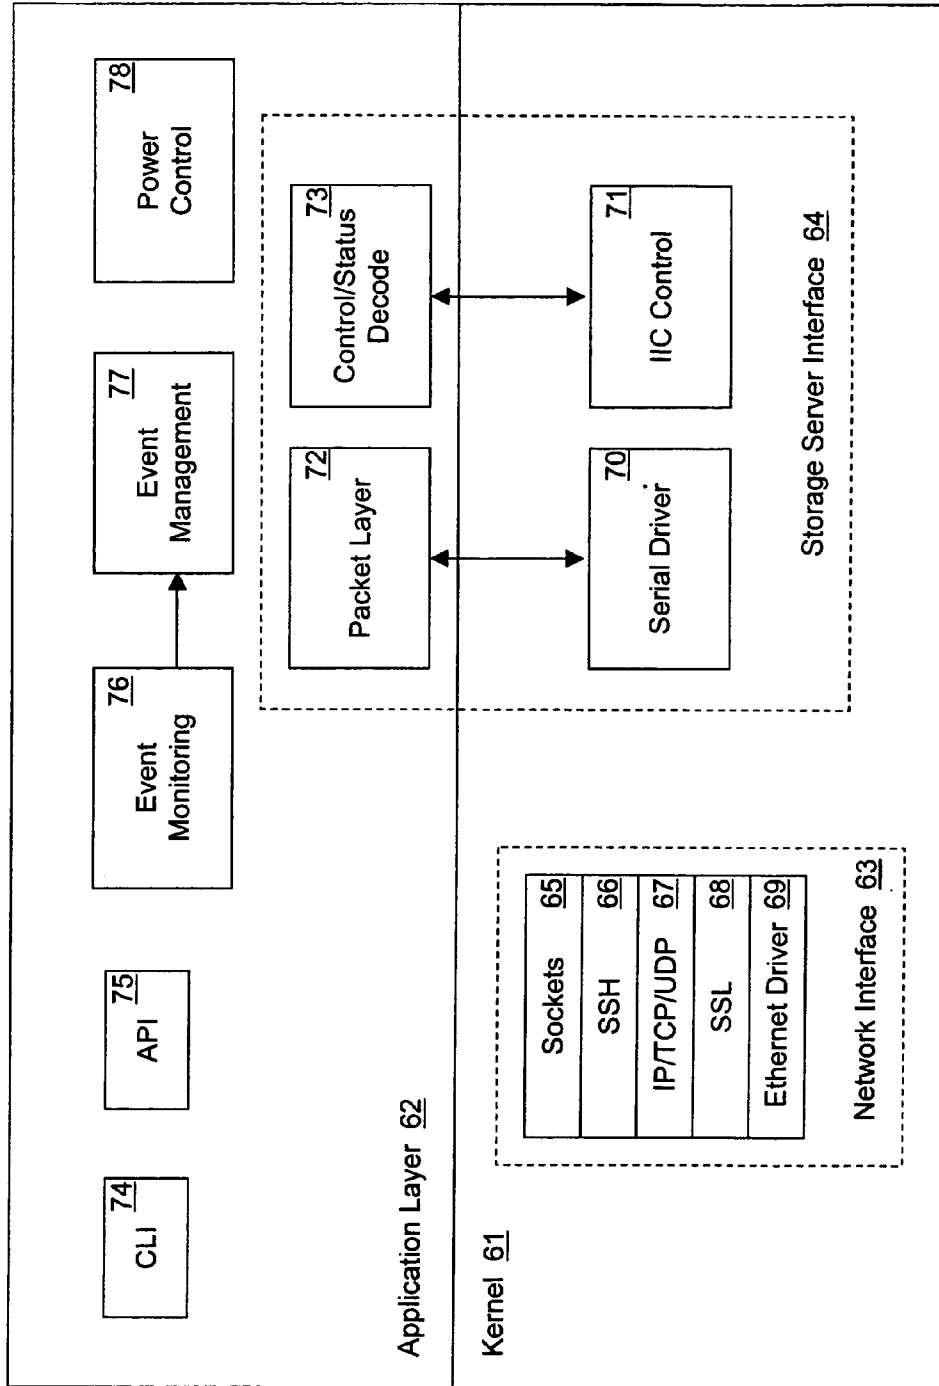 CLI
74
API
75
Event
Monitoring
76
Event
Management
77
Power
Control
78
Application Layer 62
Packet Layer
72
Control/Status
Decode
73
Kernel 61
Sockets 65
SSH 66
IP/TCP/UDP 67
SSL 68
Ethernet Driver 69
Network Interface 63
Serial Driver
70
IIC Control
71
Storage Server Interface 64